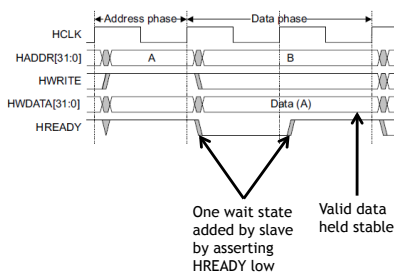 Address phase
Data phase
HCLK
HADDR[31:0]
A
B
HWRITE
HWDATA[31:0]
Data (A)
HREADY
One wait state
added by slave
by asserting
HREADY low
Valid data
held stable